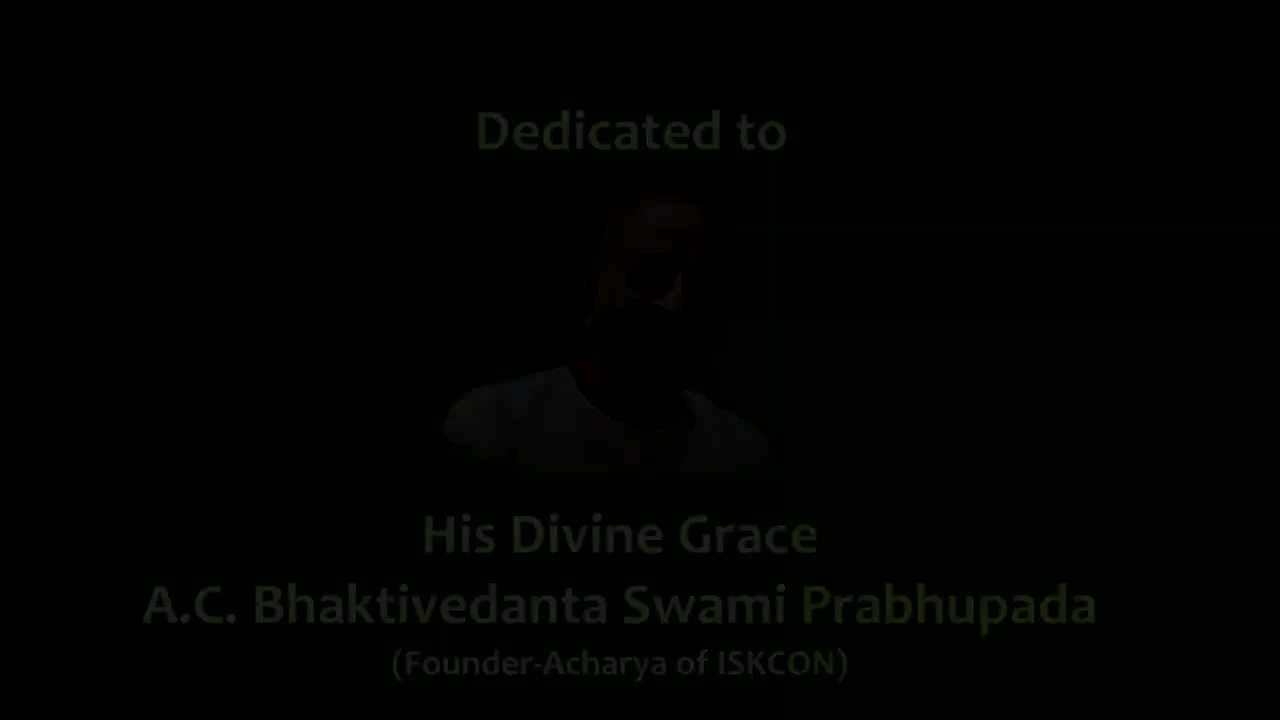 Dedicated to
His Divine Grace
A.C. Bhaktivedanta Swami Prabhupada
(Founder-Acharya of ISKCON)